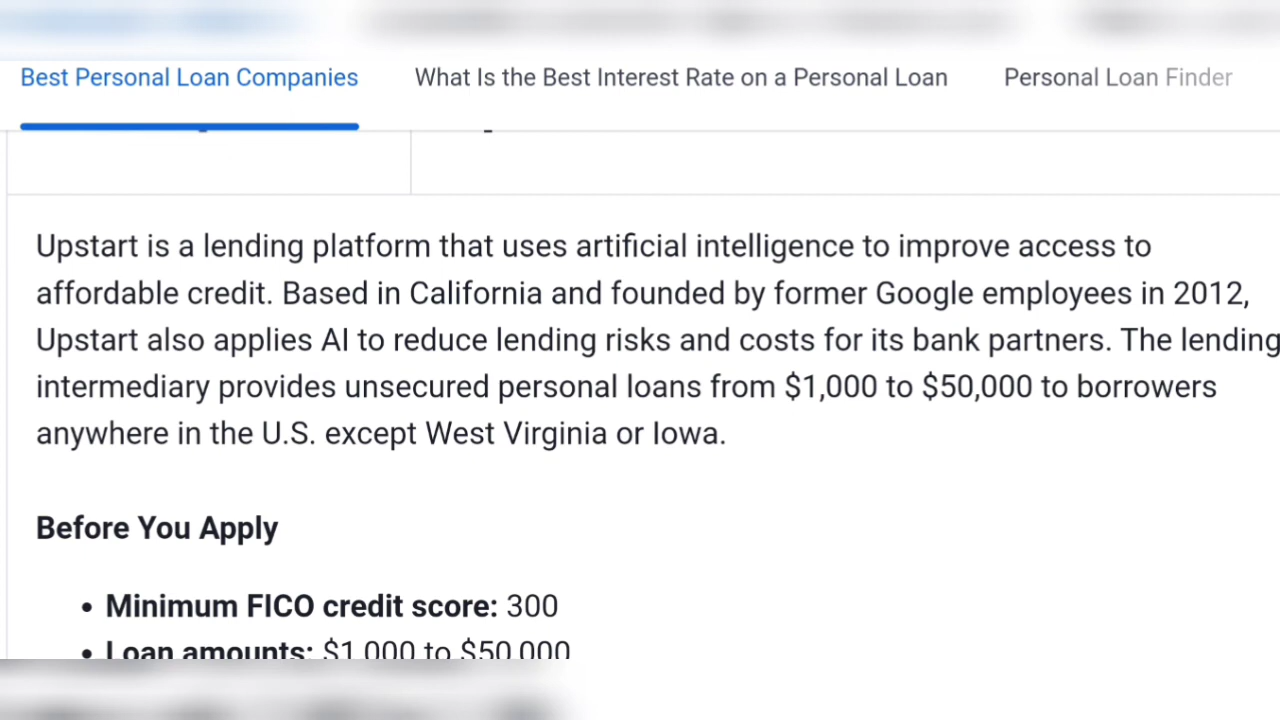 Best Personal Loan Companies What Is the Best Interest Rate on a Personal Loan Personal Loan Finder
Upstart is a lending platform that uses artificial intelligence to improve access to
affordable credit. Based in California and founded by former Google employees in 2012,
Upstart also applies AI to reduce lending risks and costs for its bank partners. The lending
intermediary provides unsecured personal loans from $1,000 to $50,000 to borrowers
anywhere in the U.S. except West Virginia or Iowa.
Before You Apply
• Minimum FICO credit score: 300
• Loan amounts: $1,000 to $50,000